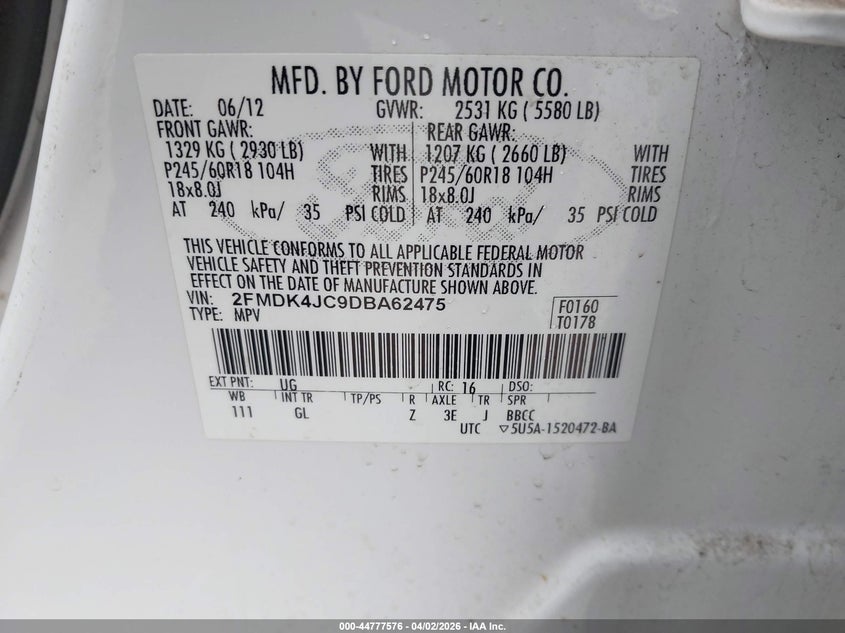 MFD. BY FORD MOTOR CO.
DATE: 06/12 GVWR: 2531 KG ( 5580 LB)
FRONT GAWR: REAR GAWR:
1329 KG ( 2930 LB) WITH 1207 KG ( 2660 LB) WITH
P245/60R18 104H TIRES P245/60R18 104H TIRES
18x8.0J RIMS 18x8.0J RIMS
AT 240 kPa/ 35 PSI COLD AT 240 kPa/ 35 PSI COLD
THIS VEHICLE CONFORMS TO ALL APPLICABLE FEDERAL MOTOR
VEHICLE SAFETY AND THEFT PREVENTION STANDARDS IN
EFFECT ON THE DATE OF MANUFACTURE SHOWN ABOVE.
VIN: 2FMDK4JC9DBA62475 F0160
TYPE: MPV T0178
EXT PNT: UG RC: 16 DSO:
WB INT TR TP/PS R AXLE TR SPR
111 GL Z 3E J BBCC
UTC ▽5U5A-1520472-BA
000-44777576 | 04/02/2026 | IAA Inc.